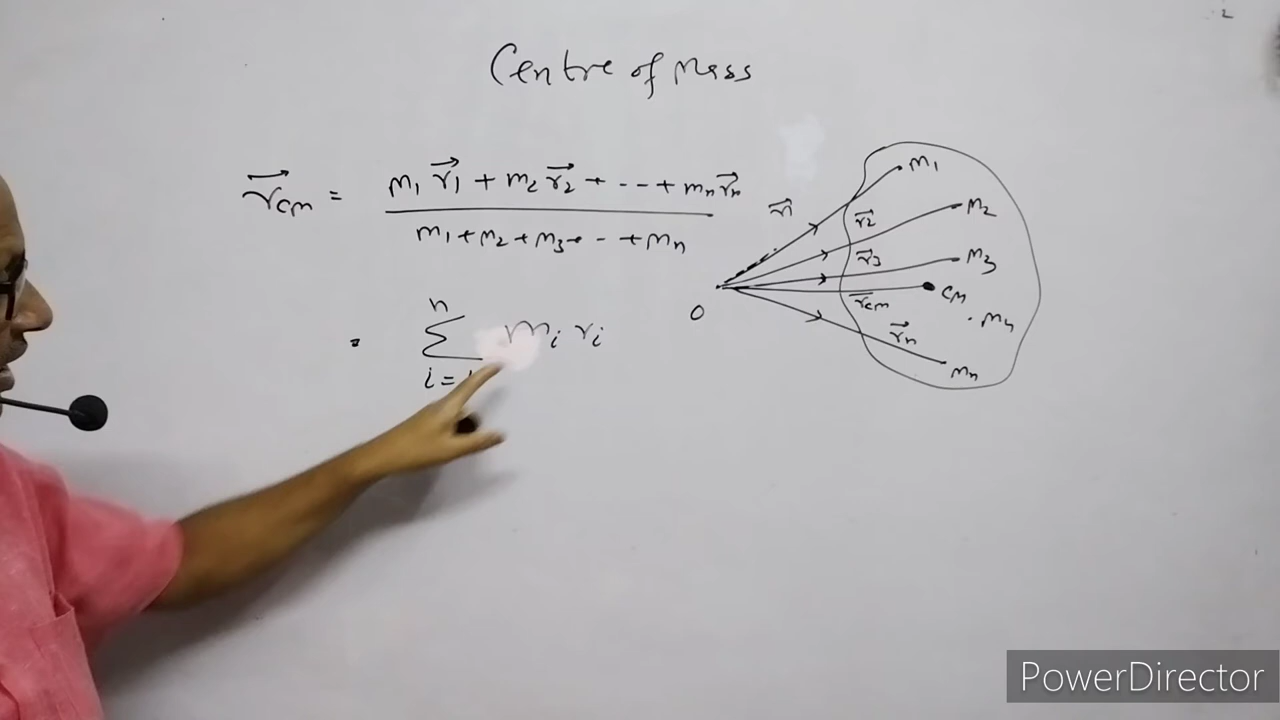 Centre of Mass
r⃗cm = m₁ r⃗₁ + m₂ r⃗₂ + --- + mₙ r⃗ₙ
m₁ + m₂ + m₃ + - - + mₙ
= n
Σ mᵢ rᵢ
i =
m₁
r⃗₁
m₂
r⃗₂
m₃
r⃗₃
cm
r⃗cm
O
r⃗ₙ
mₙ
PowerDirector